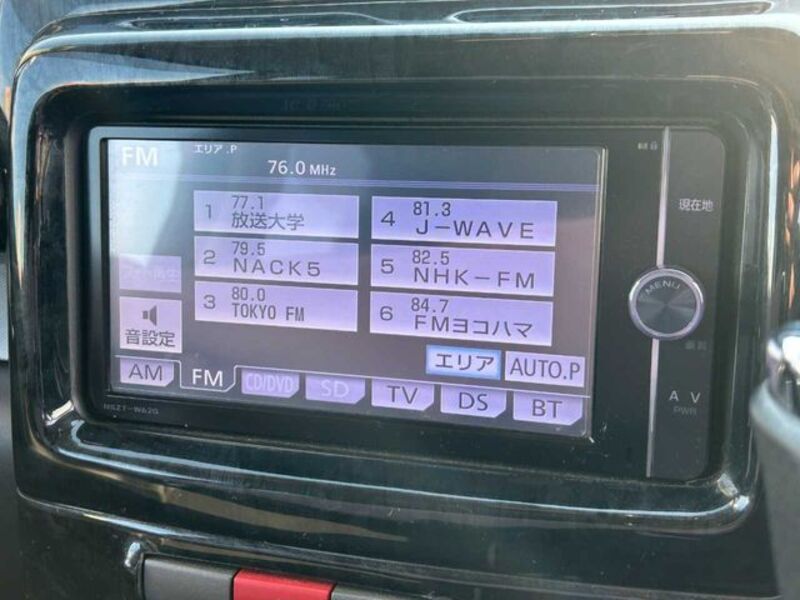 FM エリア.P
76.0 MHz
現在地
1 77.1
放送大学
4 81.3
J-WAVE
2 79.5
NACK5
5 82.5
NHK-FM
3 80.0
TOKYO FM
6 84.7
FMヨコハマ
MENU
音設定
エリア AUTO.P
AM FM CD/DVD SD TV DS BT
NSZT-W62G
AV
PWR